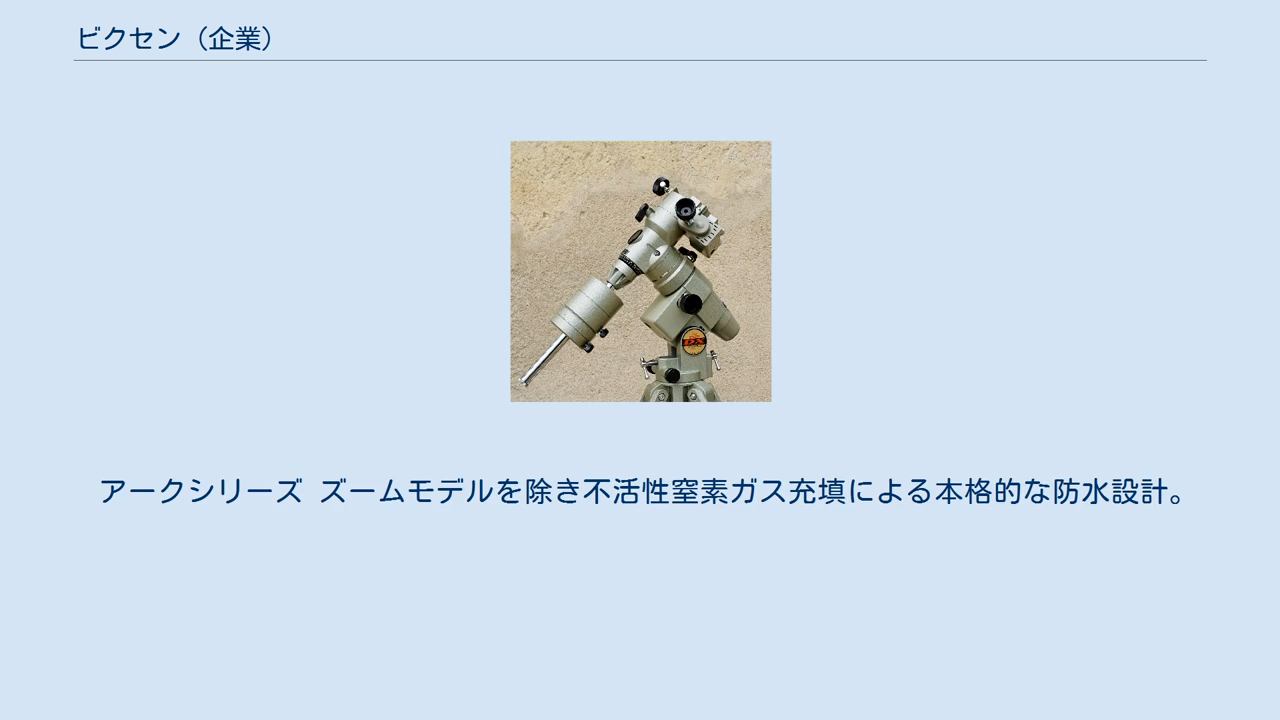 ビクセン（企業）
アークシリーズ ズームモデルを除き不活性窒素ガス充填による本格的な防水設計。